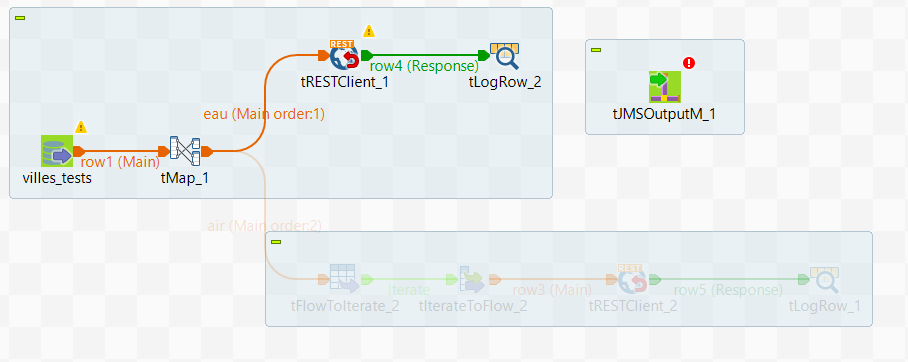 REST
tRESTClient_1
row4 (Response)
tLogRow_2
tJMSOutputM_1
eau (Main order:1)
villes_tests
row1 (Main)
tMap_1
air (Main order:2)
REST
tFlowToIterate_2
Iterate
tIterateToFlow_2
row3 (Main)
tRESTClient_2
row5 (Response)
tLogRow_1